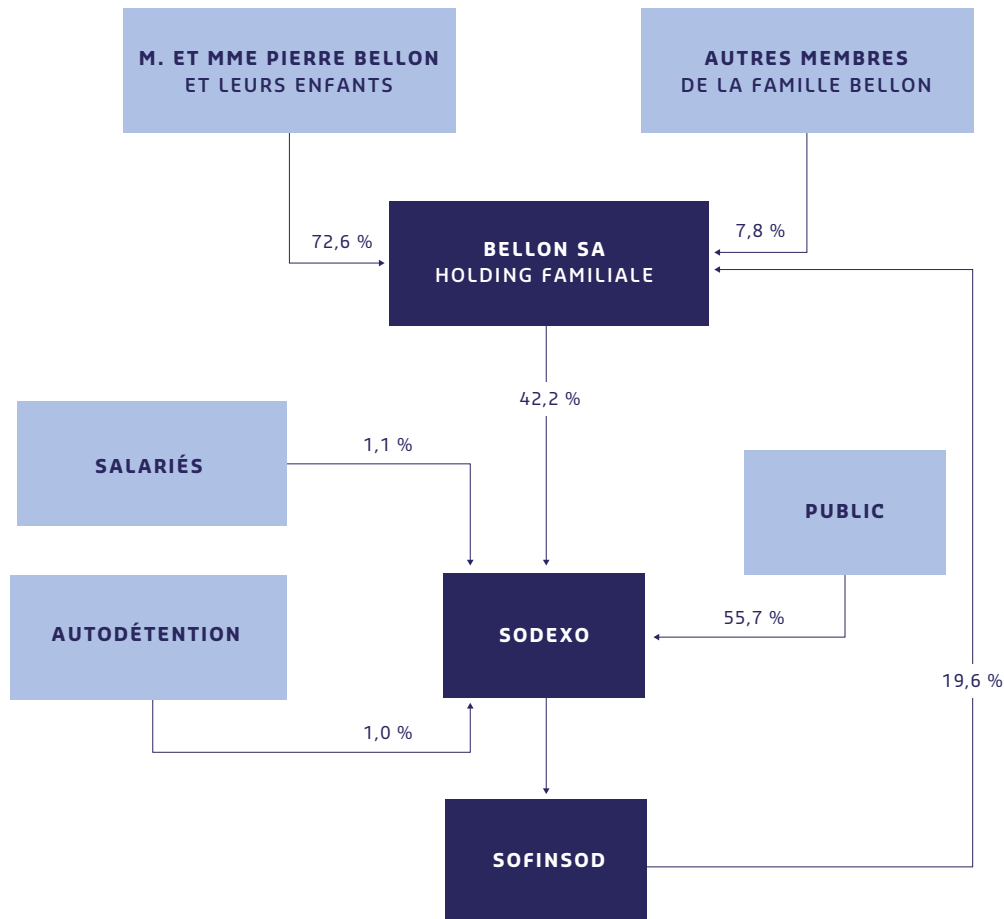 M. ET MME PIERRE BELLON
ET LEURS ENFANTS
AUTRES MEMBRES
DE LA FAMILLE BELLON
72,6 %
7,8 %
BELLON SA
HOLDING FAMILIALE
42,2 %
SALARIÉS
1,1 %
PUBLIC
AUTODÉTENTION
SODEXO
55,7 %
19,6 %
1,0 %
SOFINSOD